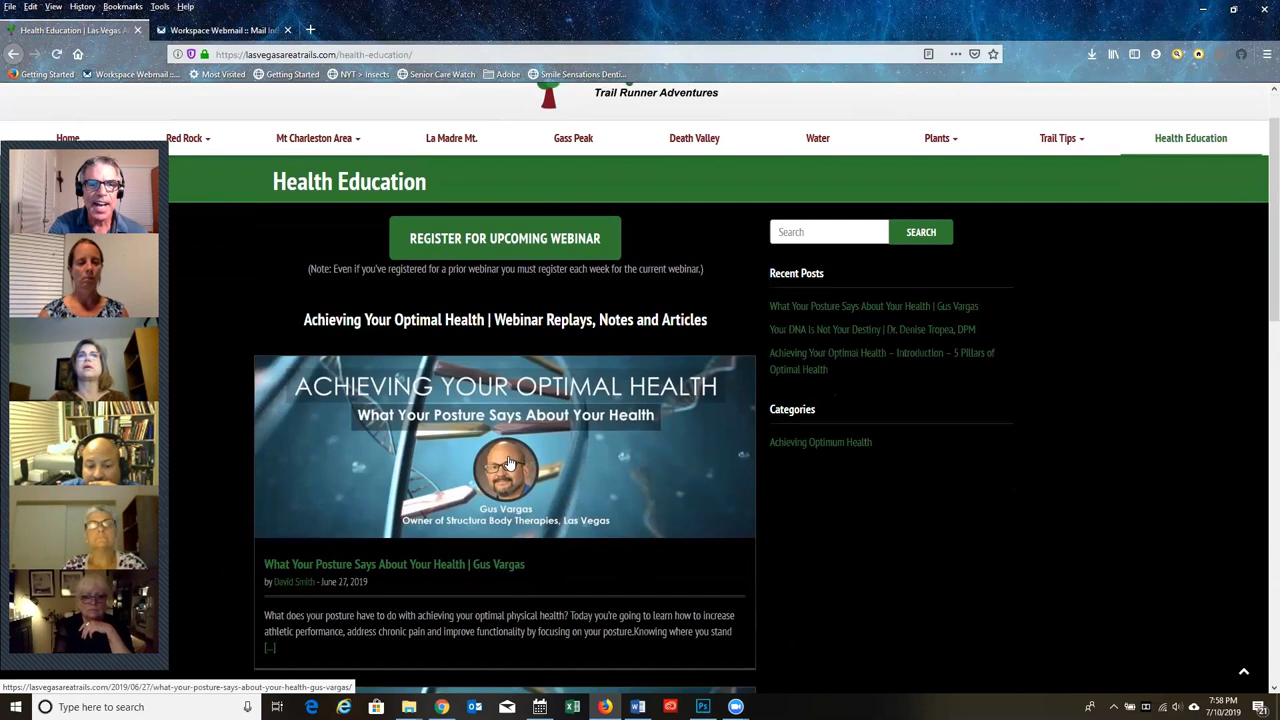 File Edit View History Bookmarks Tools Help
Health Education | Las Vegas A
Workspace Webmail :: Mail In
https://lasvegasareatrails.com/health-education/
Getting Started Workspace Webmail ::... Most Visited Getting Started NYT > insects Senior Care Watch Adobe Smile Sensations Denti...
Trail Runner Adventures
Home Red Rock Mt Charleston Area La Madre Mt. Gass Peak Death Valley Water Plants Trail Tips Health Education
Health Education
REGISTER FOR UPCOMING WEBINAR
(Note: Even if you've registered for a prior webinar you must register each week for the current webinar.)
Achieving Your Optimal Health | Webinar Replays, Notes and Articles
ACHIEVING YOUR OPTIMAL HEALTH
What Your Posture Says About Your Health
Gus Vargas
Owner of Structura Body Therapies, Las Vegas
What Your Posture Says About Your Health | Gus Vargas
by David Smith - June 27, 2019
What does your posture have to do with achieving your optimal physical health? Today you're going to learn how to increase
athletic performance, address chronic pain and improve functionality by focusing on your posture.Knowing where you stand
[...]
Search SEARCH
Recent Posts
What Your Posture Says About Your Health | Gus Vargas
Your DNA Is Not Your Destiny | Dr. Denise Tropea, DPM
Achieving Your Optimal Health – Introduction – 5 Pillars of
Optimal Health
Categories
Achieving Optimum Health
https://lasvegasareatrails.com/2019/06/27/what-your-posture-says-about-your-health-gus-vargas/
Type here to search
7:58 PM
7/10/2019
21